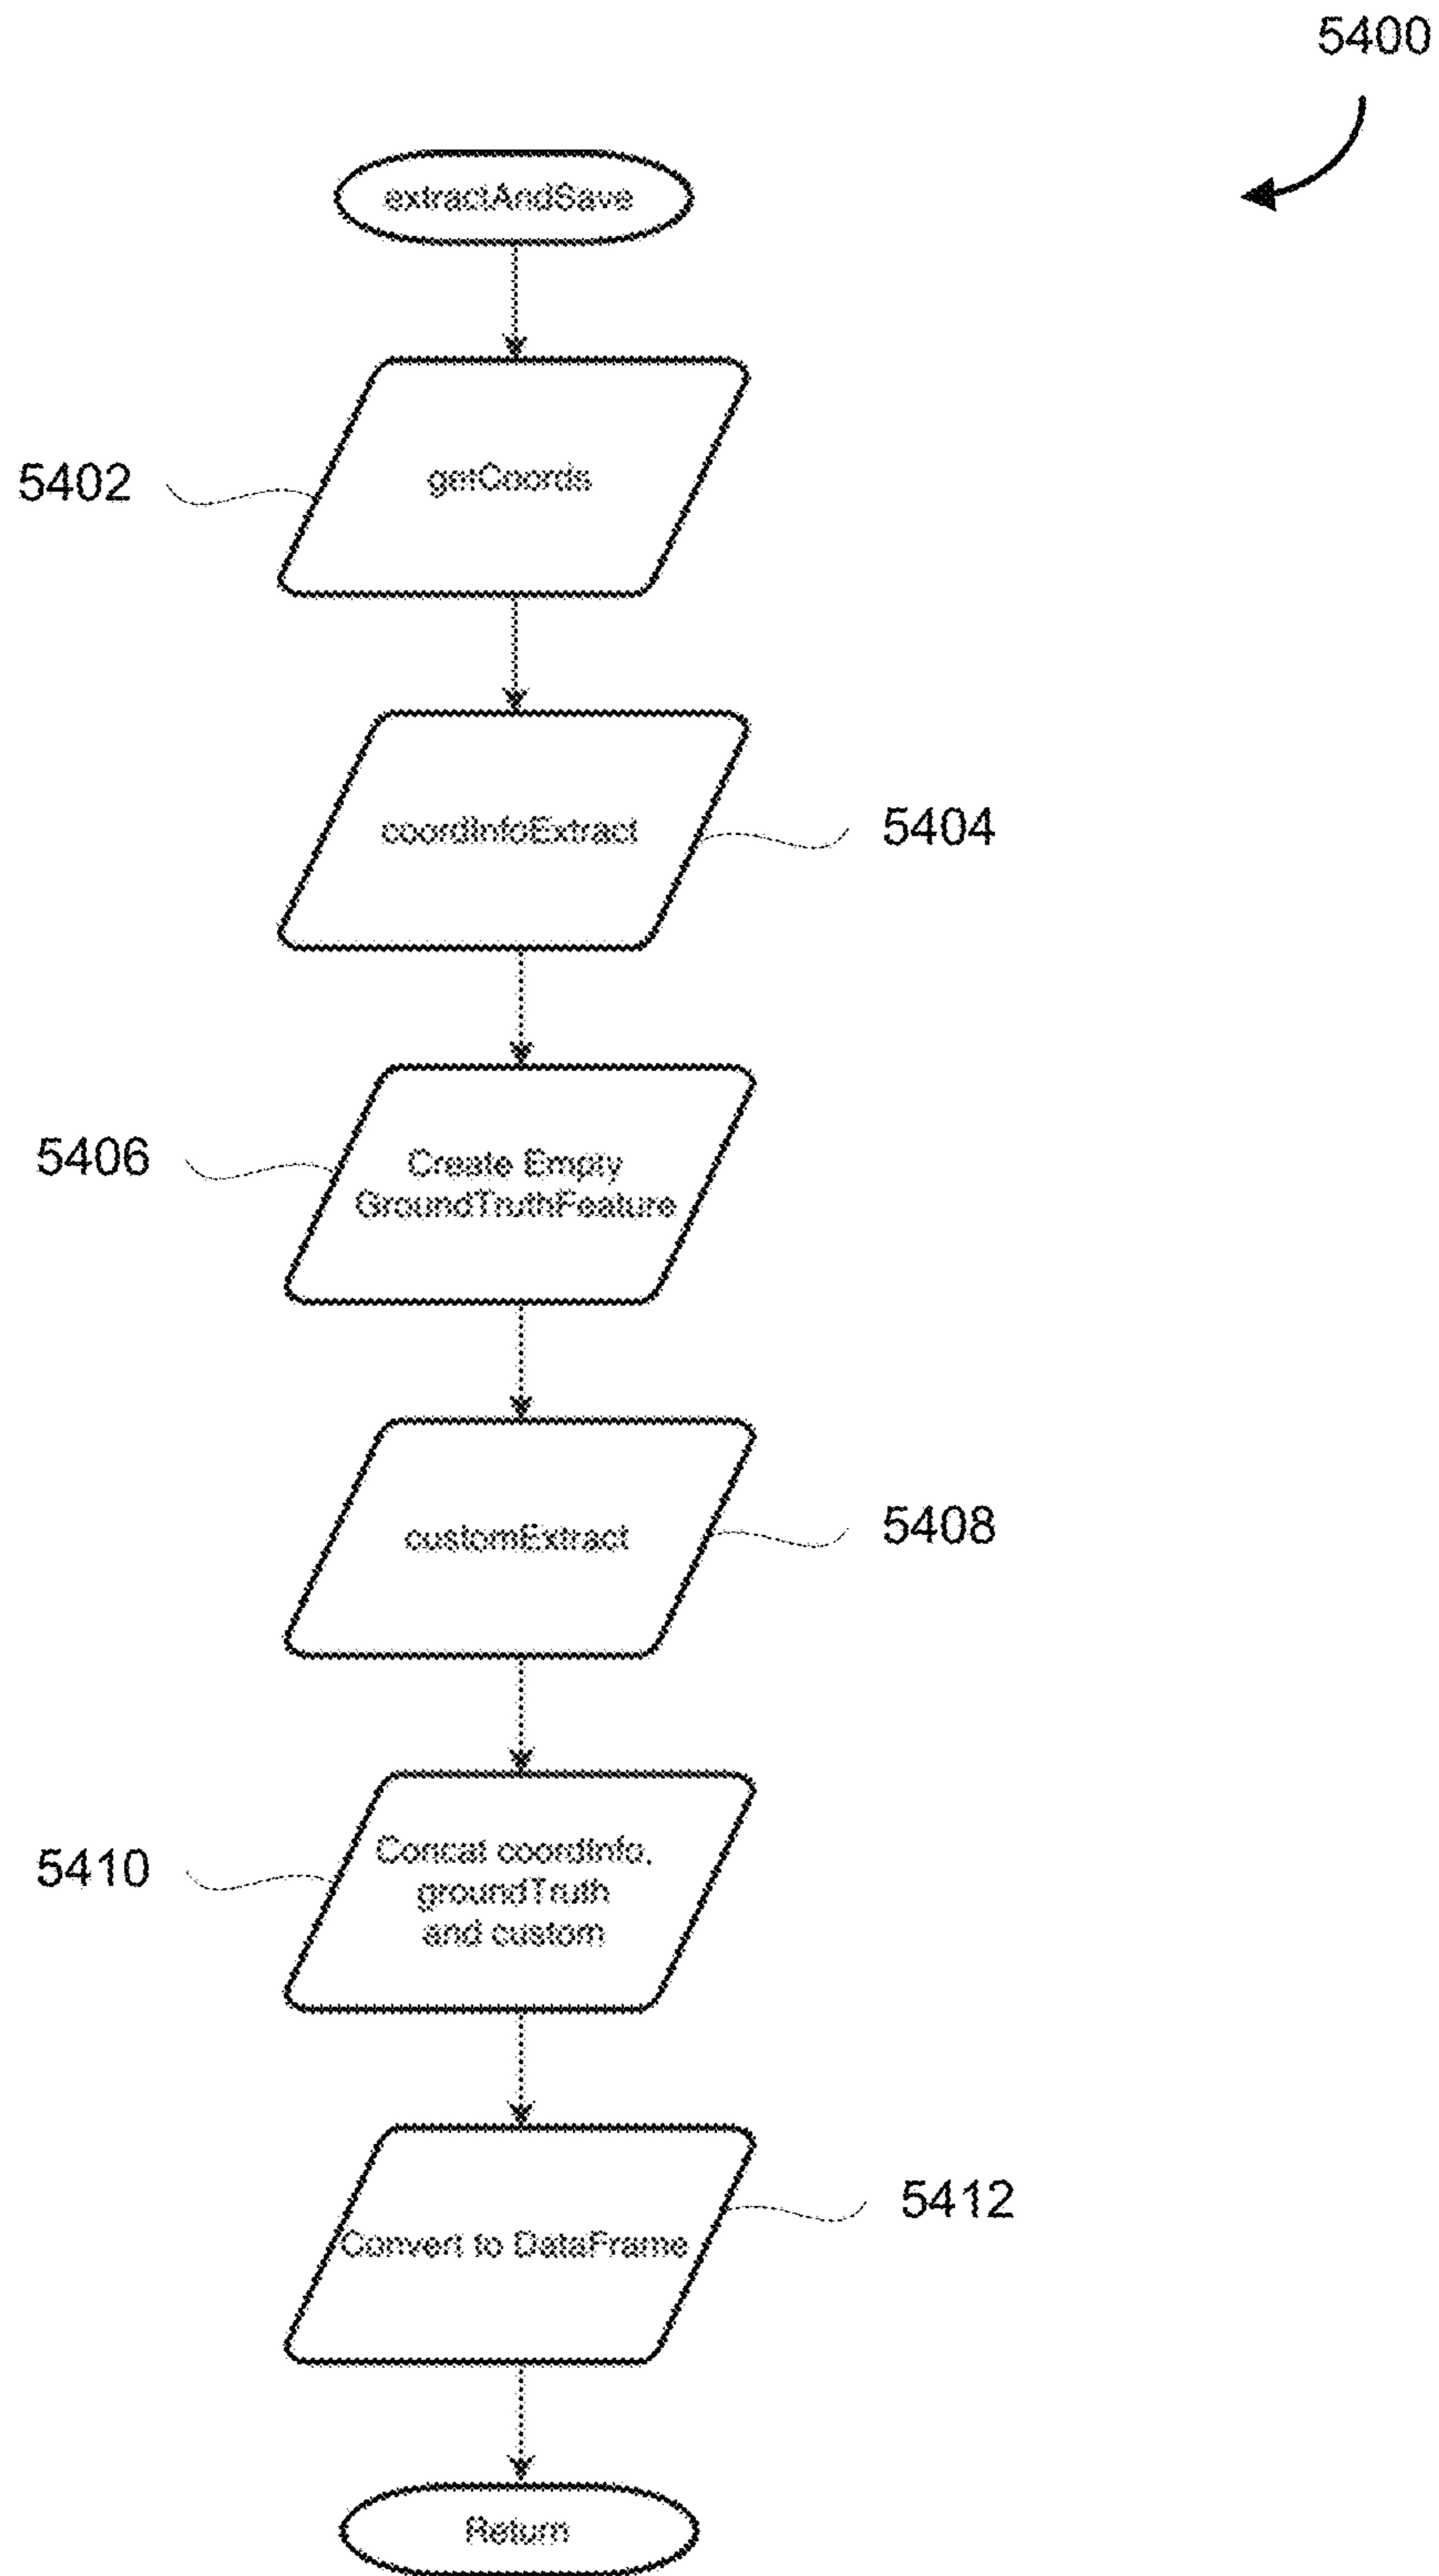 5400
extractAndSave
getCoords
5402
coordInfoExtract
5404
5406
Create Empty
GroundTruthFeature
customExtract
5408
5410
Concat coordInfo,
groundTruth
and custom
5412
Convert to DataFrame
Return